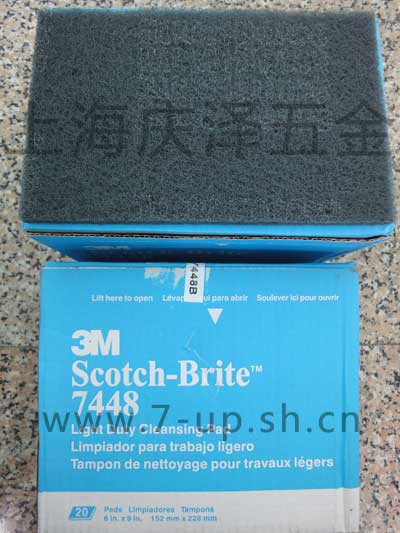 上海庆泽五金
7448B
Lift here to open
Levante aquí para abrir
Soulever ici pour ouvrir
3M
Scotch-Brite™
7448
www.7-up.sh.cn
Light Duty Cleansing Pad
Limpiador para trabajo ligero
Tampon de nettoyage pour travaux légers
20 Pads Limpiadores Tampons
6 in. x 9 in. 152 mm x 228 mm